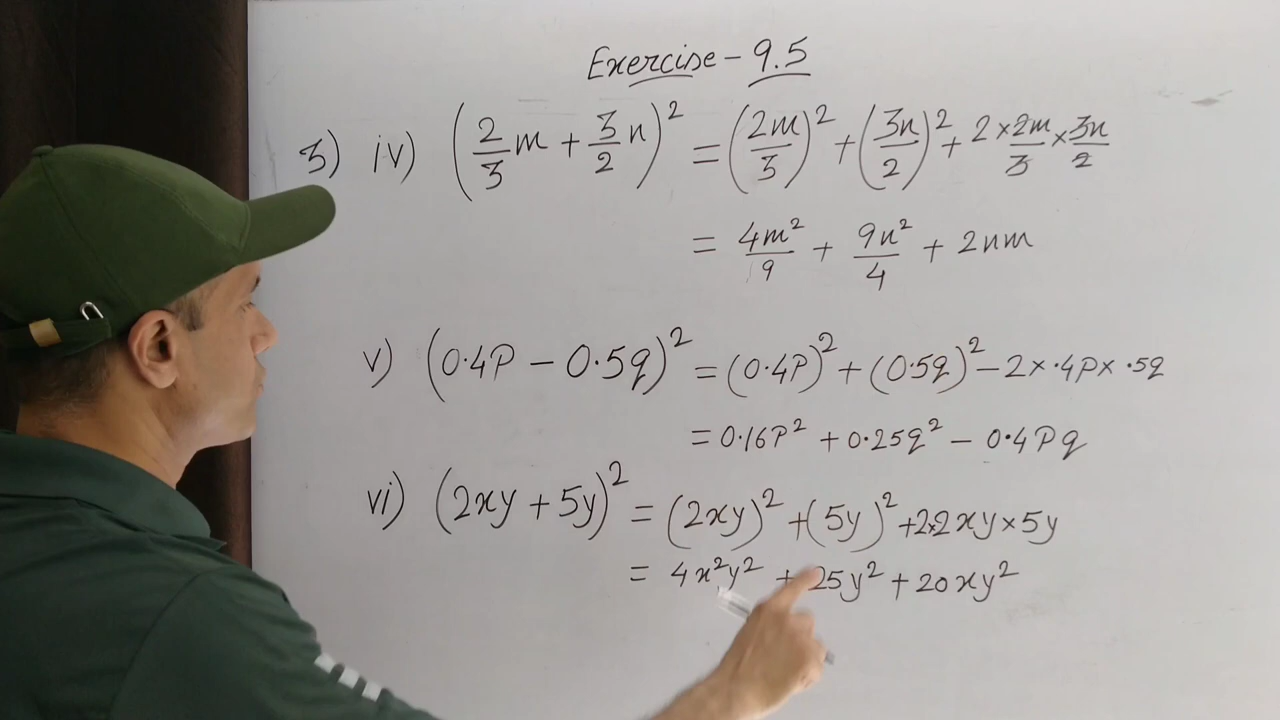 Exercise - 9.5
3) iv) (2/3 m + 3/2 n)² = (2m/3)² + (3n/2)² + 2 × 2m/3 × 3n/2
= 4m²/9 + 9n²/4 + 2nm
v) (0.4p - 0.5q)² = (0.4p)² + (0.5q)² - 2 × .4p × .5q
= 0.16p² + 0.25q² - 0.4pq
vi) (2xy + 5y)² = (2xy)² + (5y)² + 2×2xy × 5y
= 4x²y² + 25y² + 20xy²